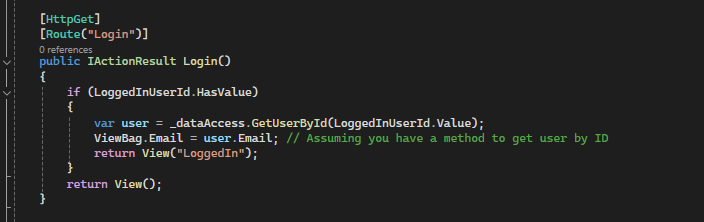 [HttpGet]
[Route("Login")]
0 references
public IActionResult Login()
{
if (LoggedInUserId.HasValue)
{
var user = _dataAccess.GetUserById(LoggedInUserId.Value);
ViewBag.Email = user.Email; // Assuming you have a method to get user by ID
return View("LoggedIn");
}
return View();
}